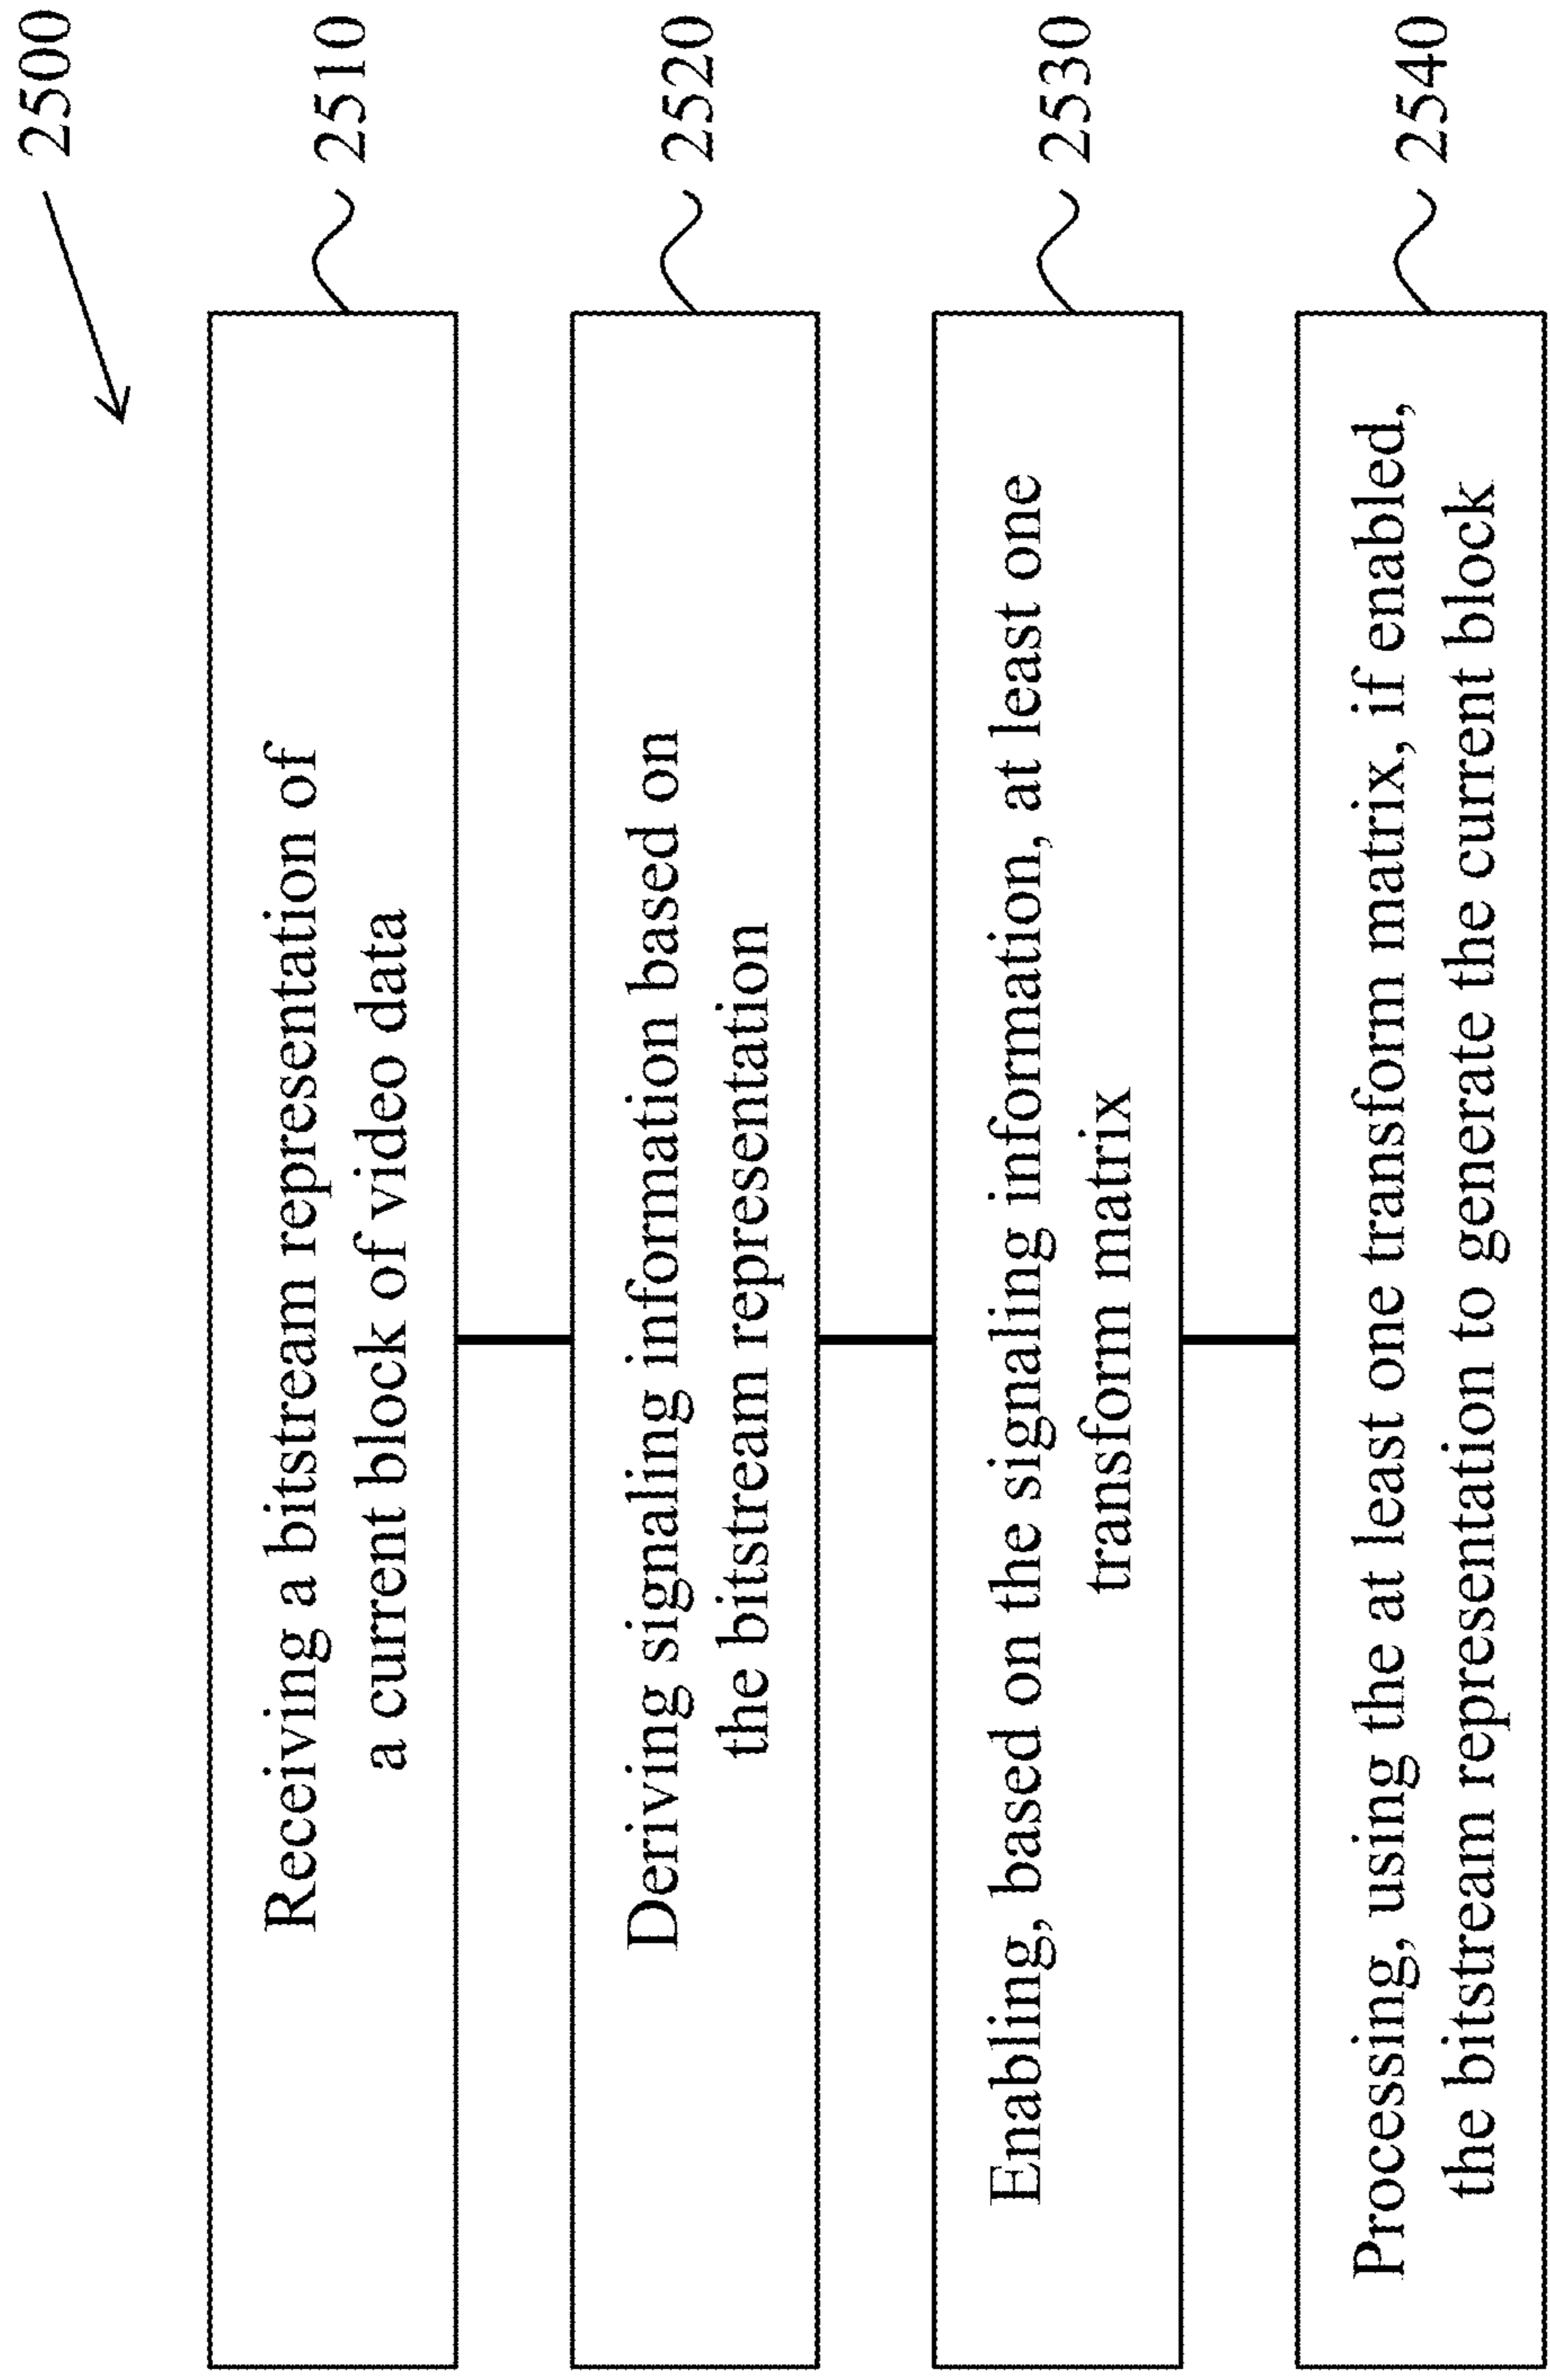 2500
Receiving a bitstream representation of
a current block of video data
2510
Deriving signaling information based on
the bitstream representation
2520
Enabling, based on the signaling information, at least one
transform matrix
2530
Processing, using the at least one transform matrix, if enabled,
the bitstream representation to generate the current block
2540